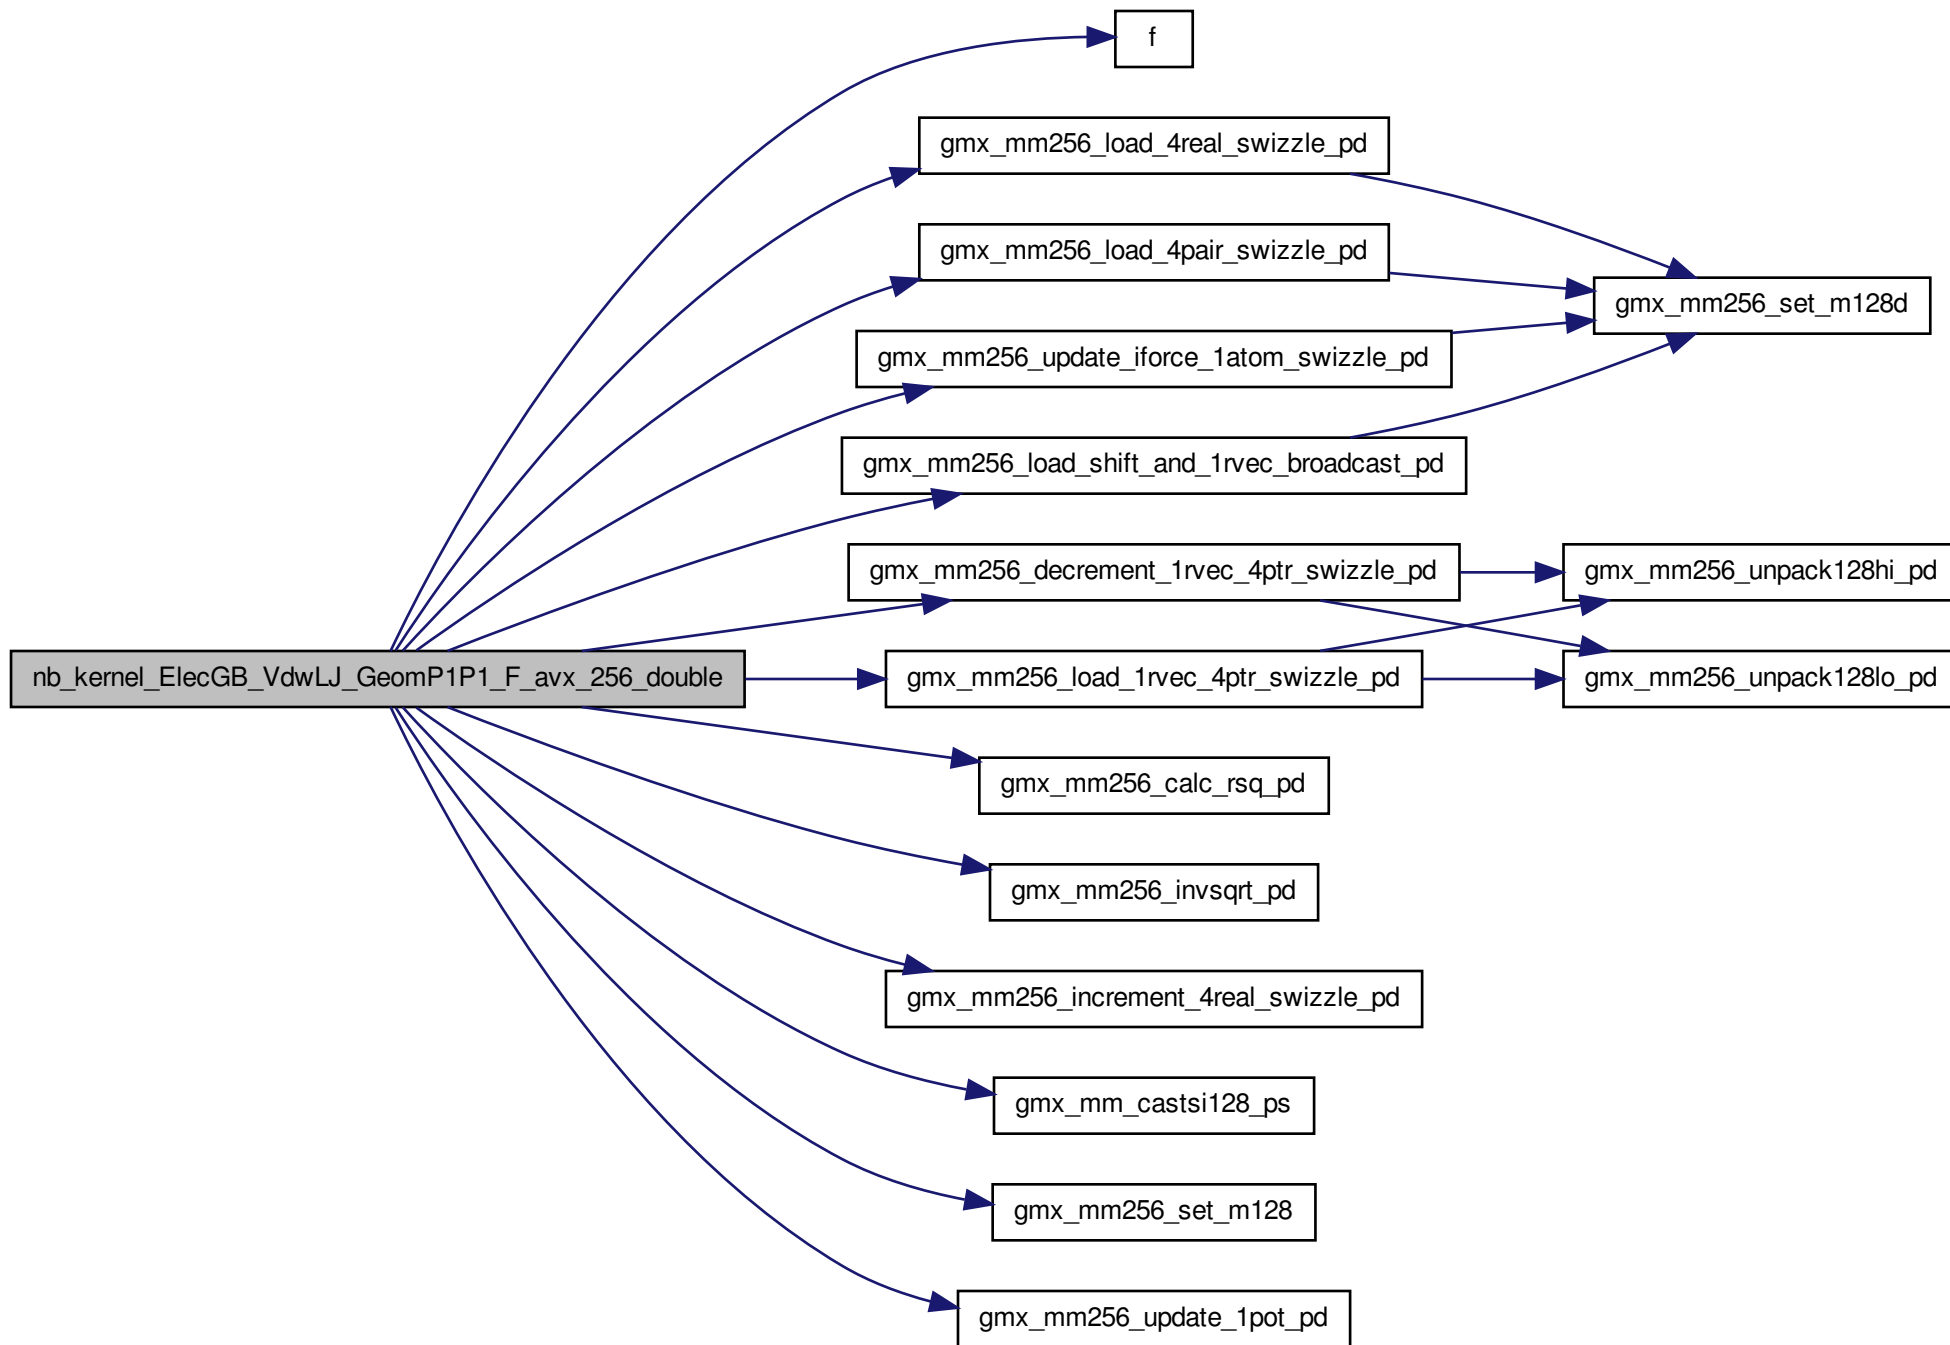 f
gmx_mm256_load_4real_swizzle_pd
gmx_mm256_load_4pair_swizzle_pd
gmx_mm256_set_m128d
gmx_mm256_update_iforce_1atom_swizzle_pd
gmx_mm256_load_shift_and_1rvec_broadcast_pd
gmx_mm256_decrement_1rvec_4ptr_swizzle_pd
gmx_mm256_unpack128hi_pd
nb_kernel_ElecGB_VdwLJ_GeomP1P1_F_avx_256_double
gmx_mm256_load_1rvec_4ptr_swizzle_pd
gmx_mm256_unpack128lo_pd
gmx_mm256_calc_rsq_pd
gmx_mm256_invsqrt_pd
gmx_mm256_increment_4real_swizzle_pd
gmx_mm_castsi128_ps
gmx_mm256_set_m128
gmx_mm256_update_1pot_pd